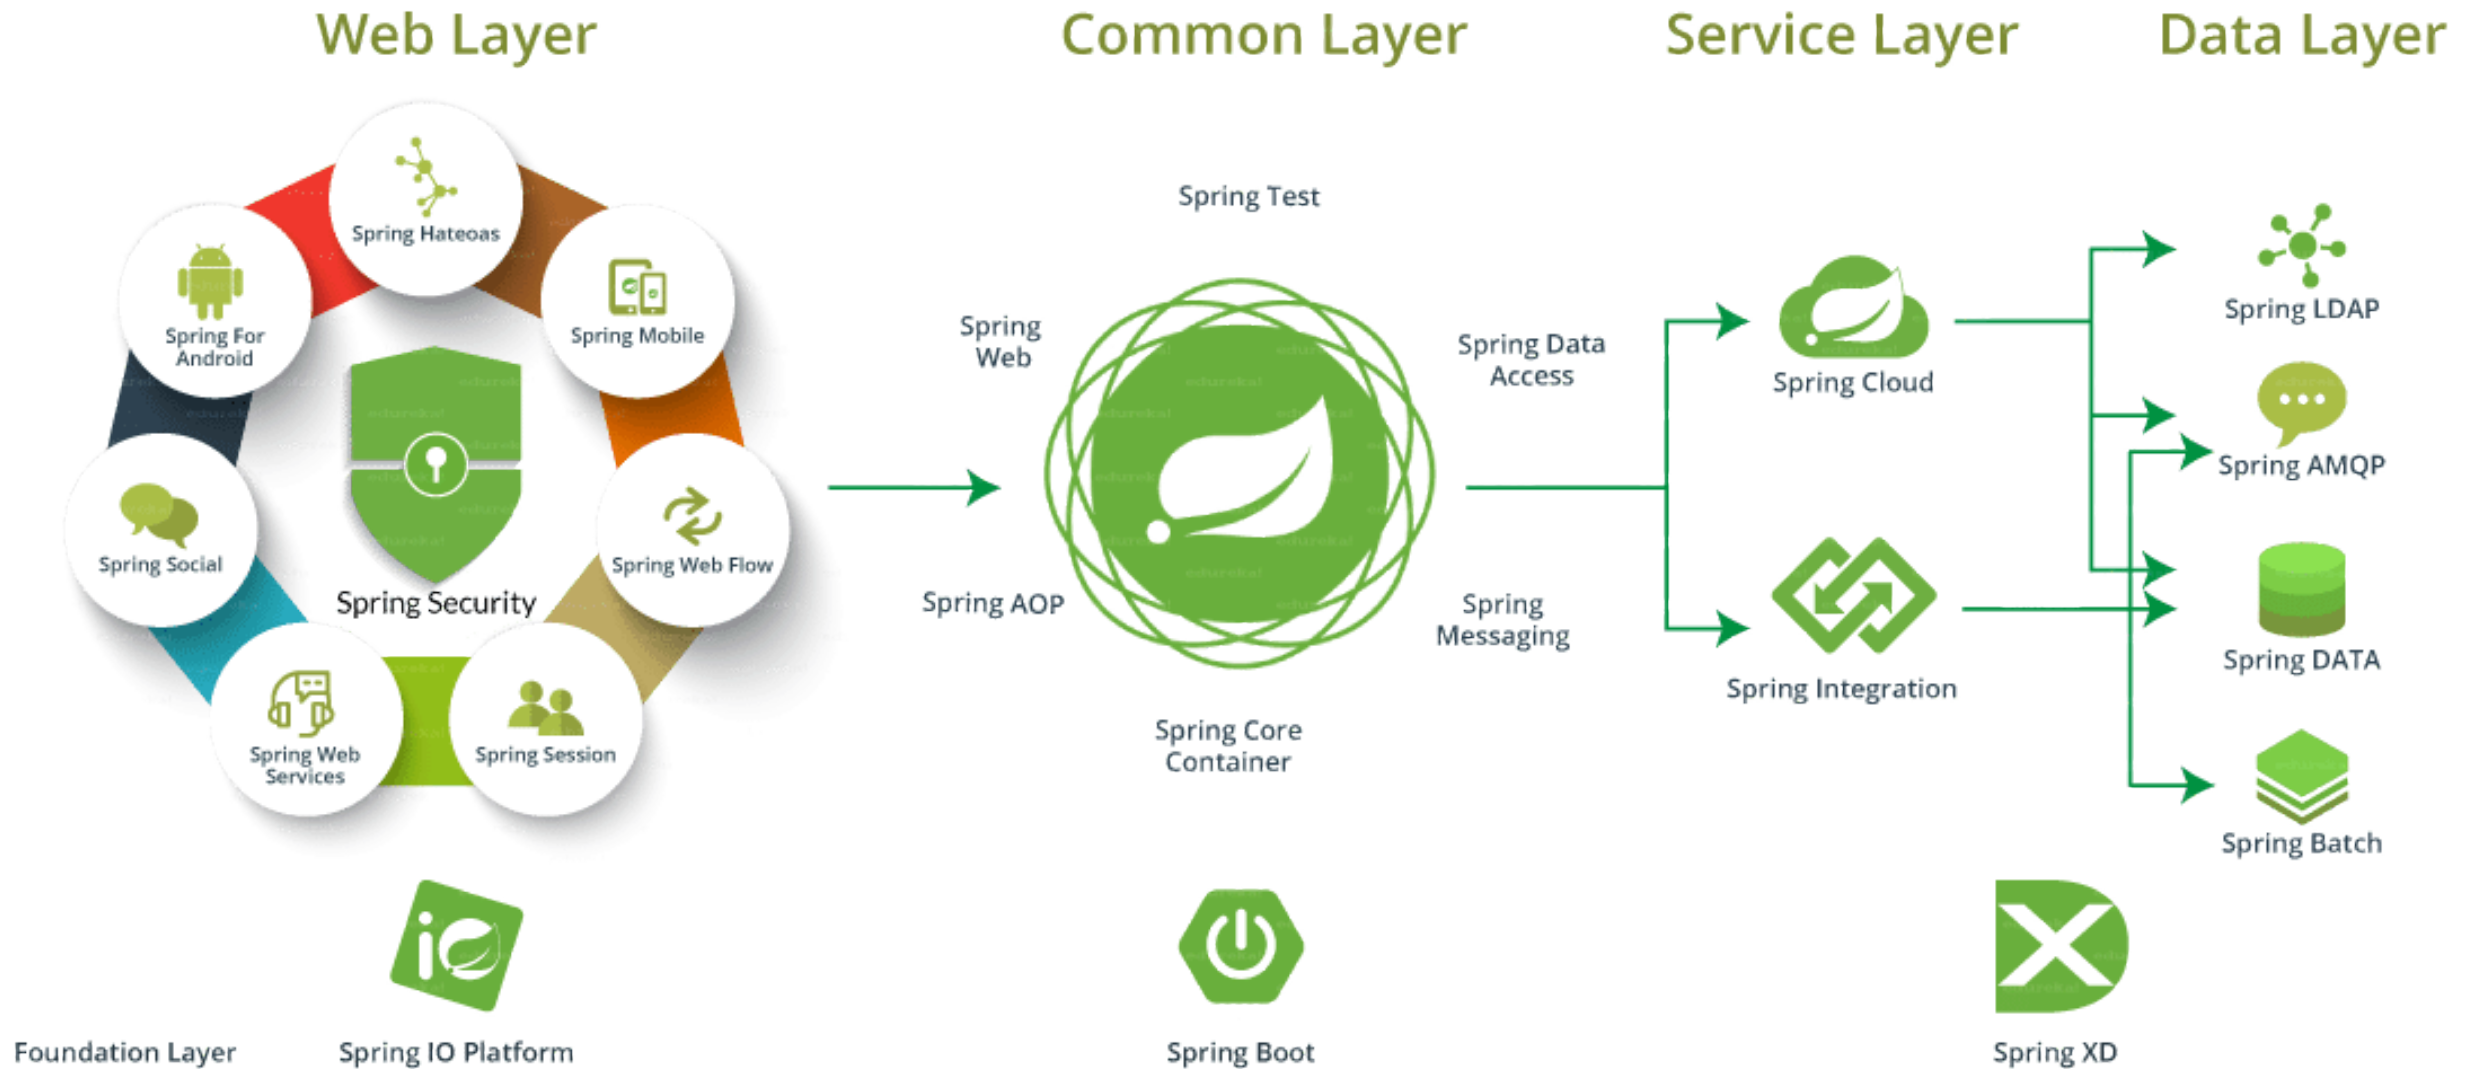 Web Layer
Common Layer
Service Layer
Data Layer
Spring Hateoas
Spring For
Android
Spring Mobile
Spring Social
Spring Web Flow
Spring Security
Spring Web
Services
Spring Session
Spring Test
Spring
Web
Spring Data
Access
Spring AOP
Spring
Messaging
Spring Core
Container
Spring Cloud
Spring Integration
Spring LDAP
Spring AMQP
Spring DATA
Spring Batch
Foundation Layer
Spring IO Platform
Spring Boot
Spring XD